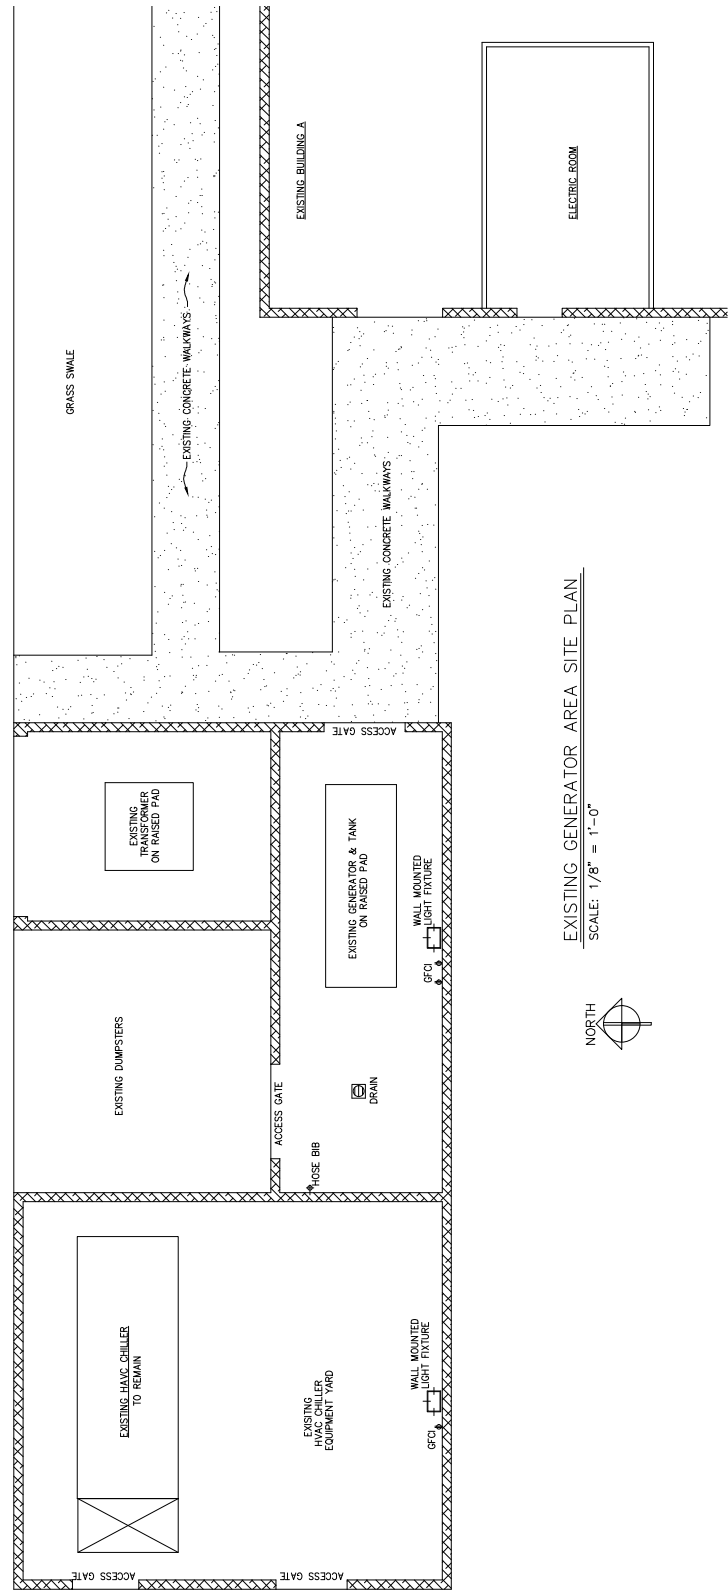 EXISTING BUILDING A
ELECTRIC ROOM
GRASS SWALE
EXISTING CONCRETE WALKWAYS
EXISTING CONCRETE WALKWAYS
ACCESS GATE
EXISTING
TRANSFORMER
ON RAISED PAD
EXISTING GENERATOR & TANK
ON RAISED PAD
WALL MOUNTED
LIGHT FIXTURE
GFCI
EXISTING DUMPSTERS
ACCESS GATE
DRAIN
HOSE BIB
EXISTING HAVC CHILLER
TO REMAIN
EXISITNG
HVAC CHILLER
EQUIPMENT YARD
WALL MOUNTED
LIGHT FIXTURE
GFCI
ACCESS GATE
ACCESS GATE
NORTH
EXISTING GENERATOR AREA SITE PLAN
SCALE: 1/8" = 1'-0"